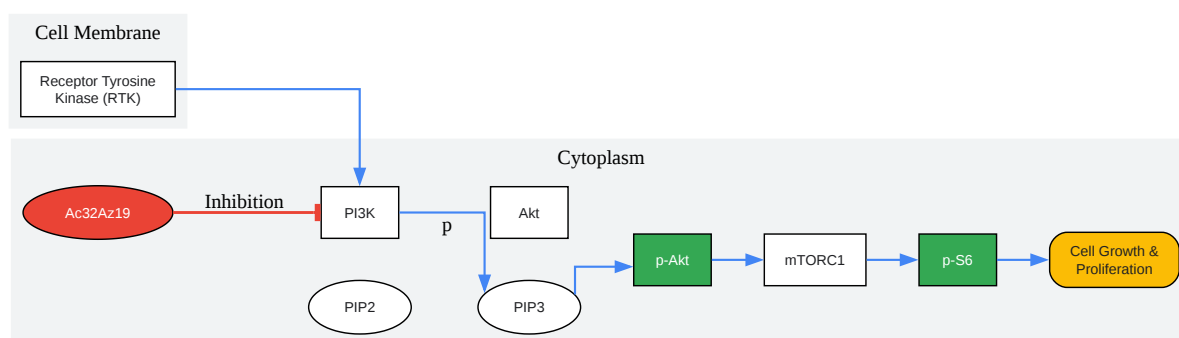 Cell Membrane
Receptor Tyrosine
Kinase (RTK)
Cytoplasm
Ac32Az19
Inhibition
PI3K
p
Akt
PIP2
PIP3
p-Akt
mTORC1
p-S6
Cell Growth &
Proliferation